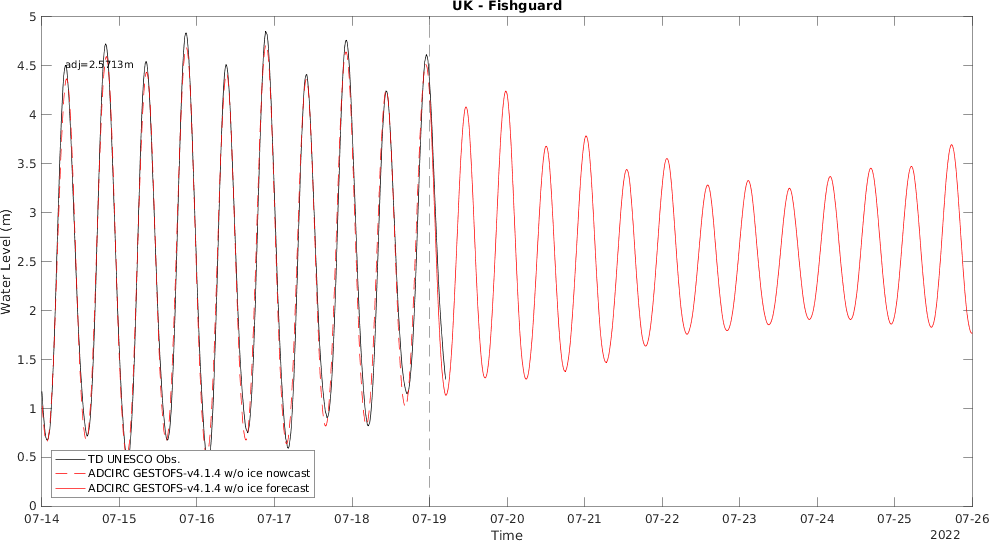 UK - Fishguard
5
4.5
4
3.5
3
2.5
2
1.5
1
0.5
0
Water Level (m)
adj=2.5713m
TD UNESCO Obs.
ADCIRC GESTOFS-v4.1.4 w/o ice nowcast
ADCIRC GESTOFS-v4.1.4 w/o ice forecast
07-14 07-15 07-16 07-17 07-18 07-19 07-20 07-21 07-22 07-23 07-24 07-25 07-26
Time
2022